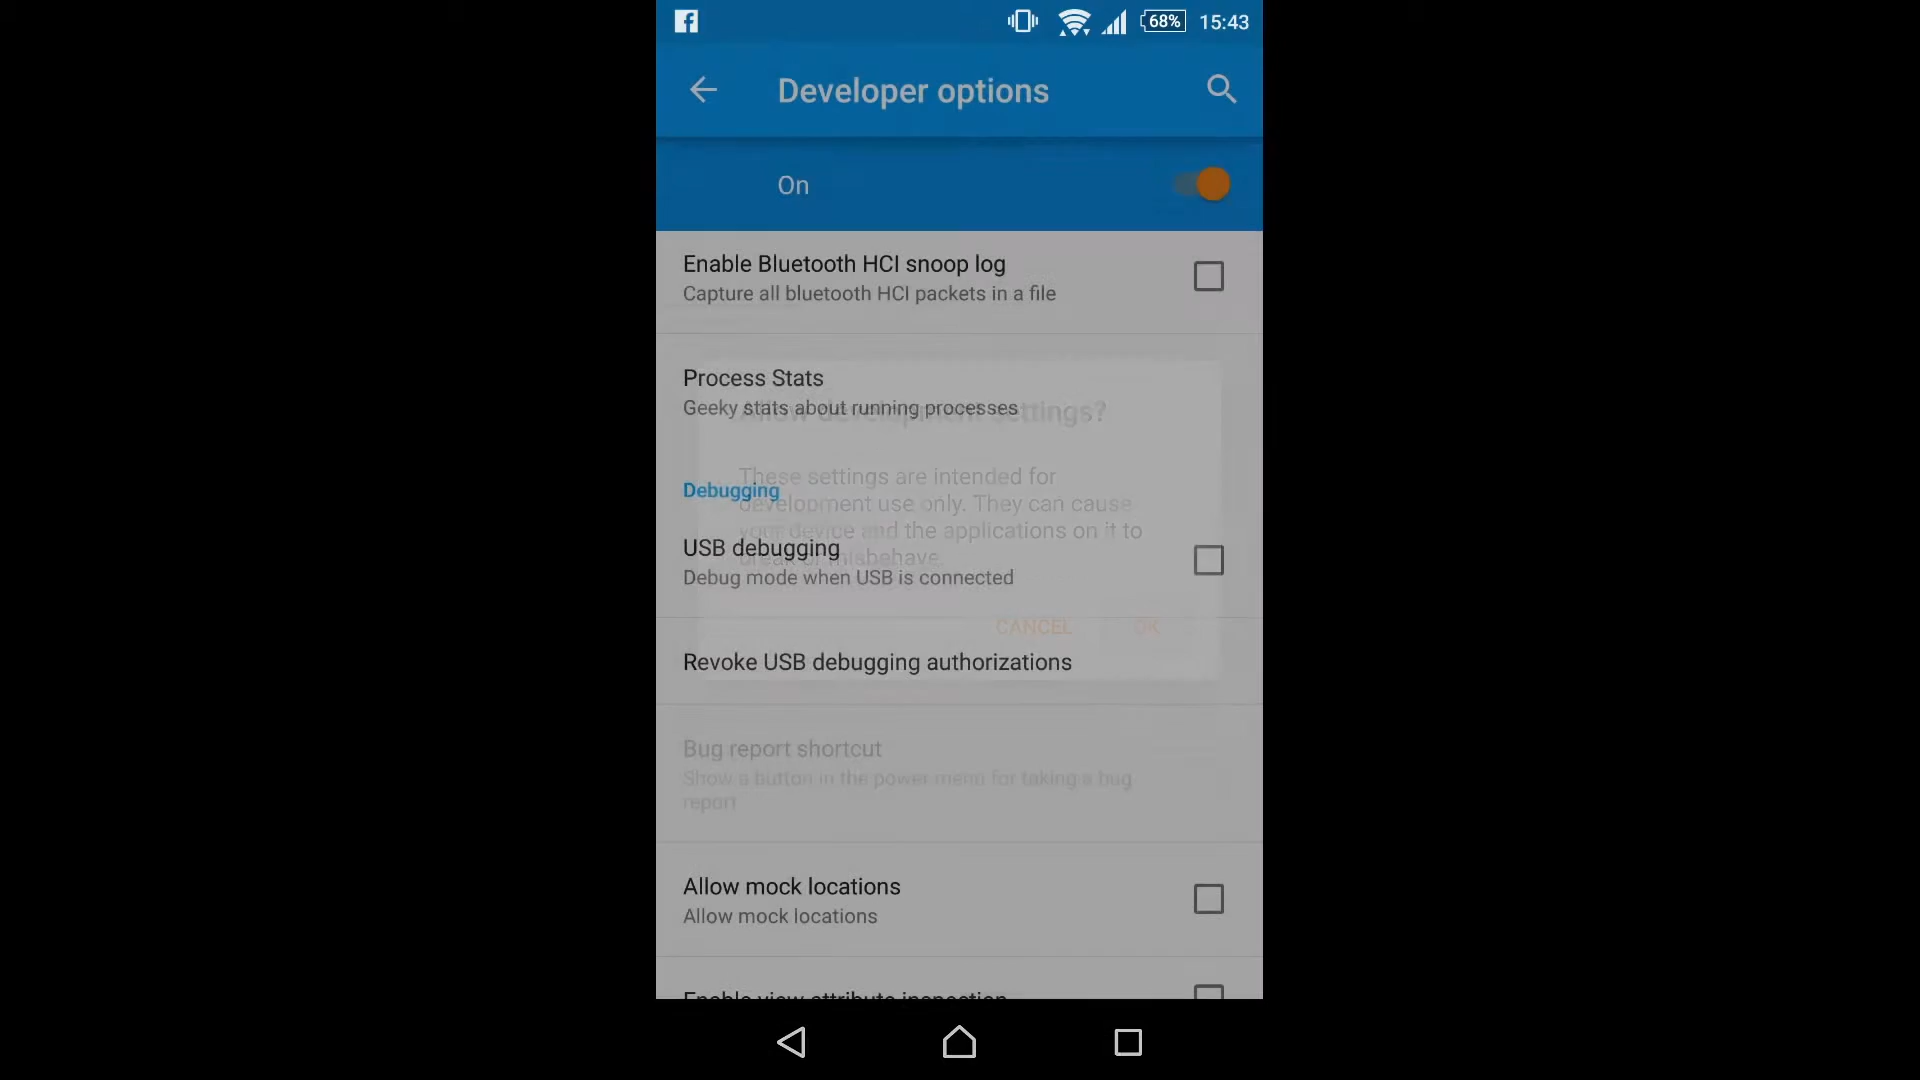 68% 15:43
Developer options
On
Enable Bluetooth HCI snoop log
Capture all bluetooth HCI packets in a file
Process Stats
Geeky stats about running processes
Allow development settings?
These settings are intended for
Debugging
development use only. They can cause
your device and the applications on it to
USB debugging
break or misbehave.
Debug mode when USB is connected
CANCEL OK
Revoke USB debugging authorizations
Bug report shortcut
Show a button in the power menu for taking a bug
report
Allow mock locations
Allow mock locations
Enable view attribute inspection